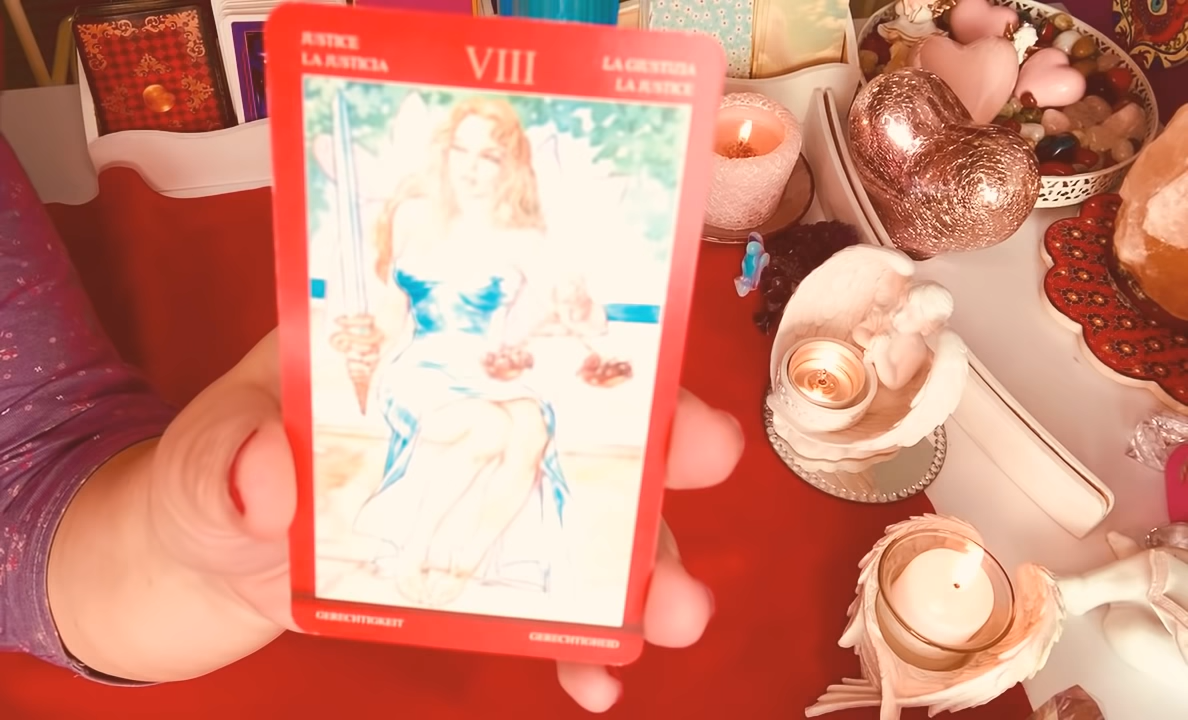 JUSTICE
LA JUSTICIA
VIII
LA GIUSTIZIA
LA JUSTICE
GERECHTIGKEIT
GERECHTIGHEID